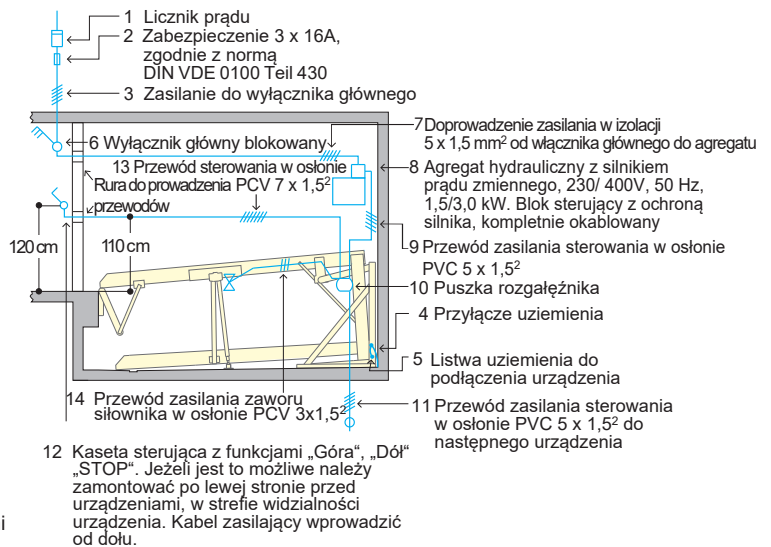 1 Licznik prądu
2 Zabezpieczenie 3 x 16A,
zgodnie z normą
DIN VDE 0100 Teil 430
3 Zasilanie do wyłącznika głównego
6 Wyłącznik główny blokowany
7 Doprowadzenie zasilania w izolacji
5 x 1,5 mm² od włącznika głównego do agregatu
13 Przewód sterowania w osłonie
Rura do prowadzenia PCV 7 x 1,5²
przewodów
8 Agregat hydrauliczny z silnikiem
prądu zmiennego, 230/ 400V, 50 Hz,
1,5/3,0 kW. Blok sterujący z ochroną
silnika, kompletnie okablowany
120 cm
110 cm
9 Przewód zasilania sterowania w osłonie
PVC 5 x 1,5²
10 Puszka rozgałęźnika
4 Przyłącze uziemienia
5 Listwa uziemienia do
podłączenia urządzenia
14 Przewód zasilania zaworu
siłownika w osłonie PCV 3x1,5²
11 Przewód zasilania sterowania
w osłonie PVC 5 x 1,5² do
następnego urządzenia
12 Kaseta sterująca z funkcjami „Góra“, „Dół“
„STOP“. Jeżeli jest to możliwe należy
zamontować po lewej stronie przed
urządzeniami, w strefie widzialności
urządzenia. Kabel zasilający wprowadzić
od dołu.
i